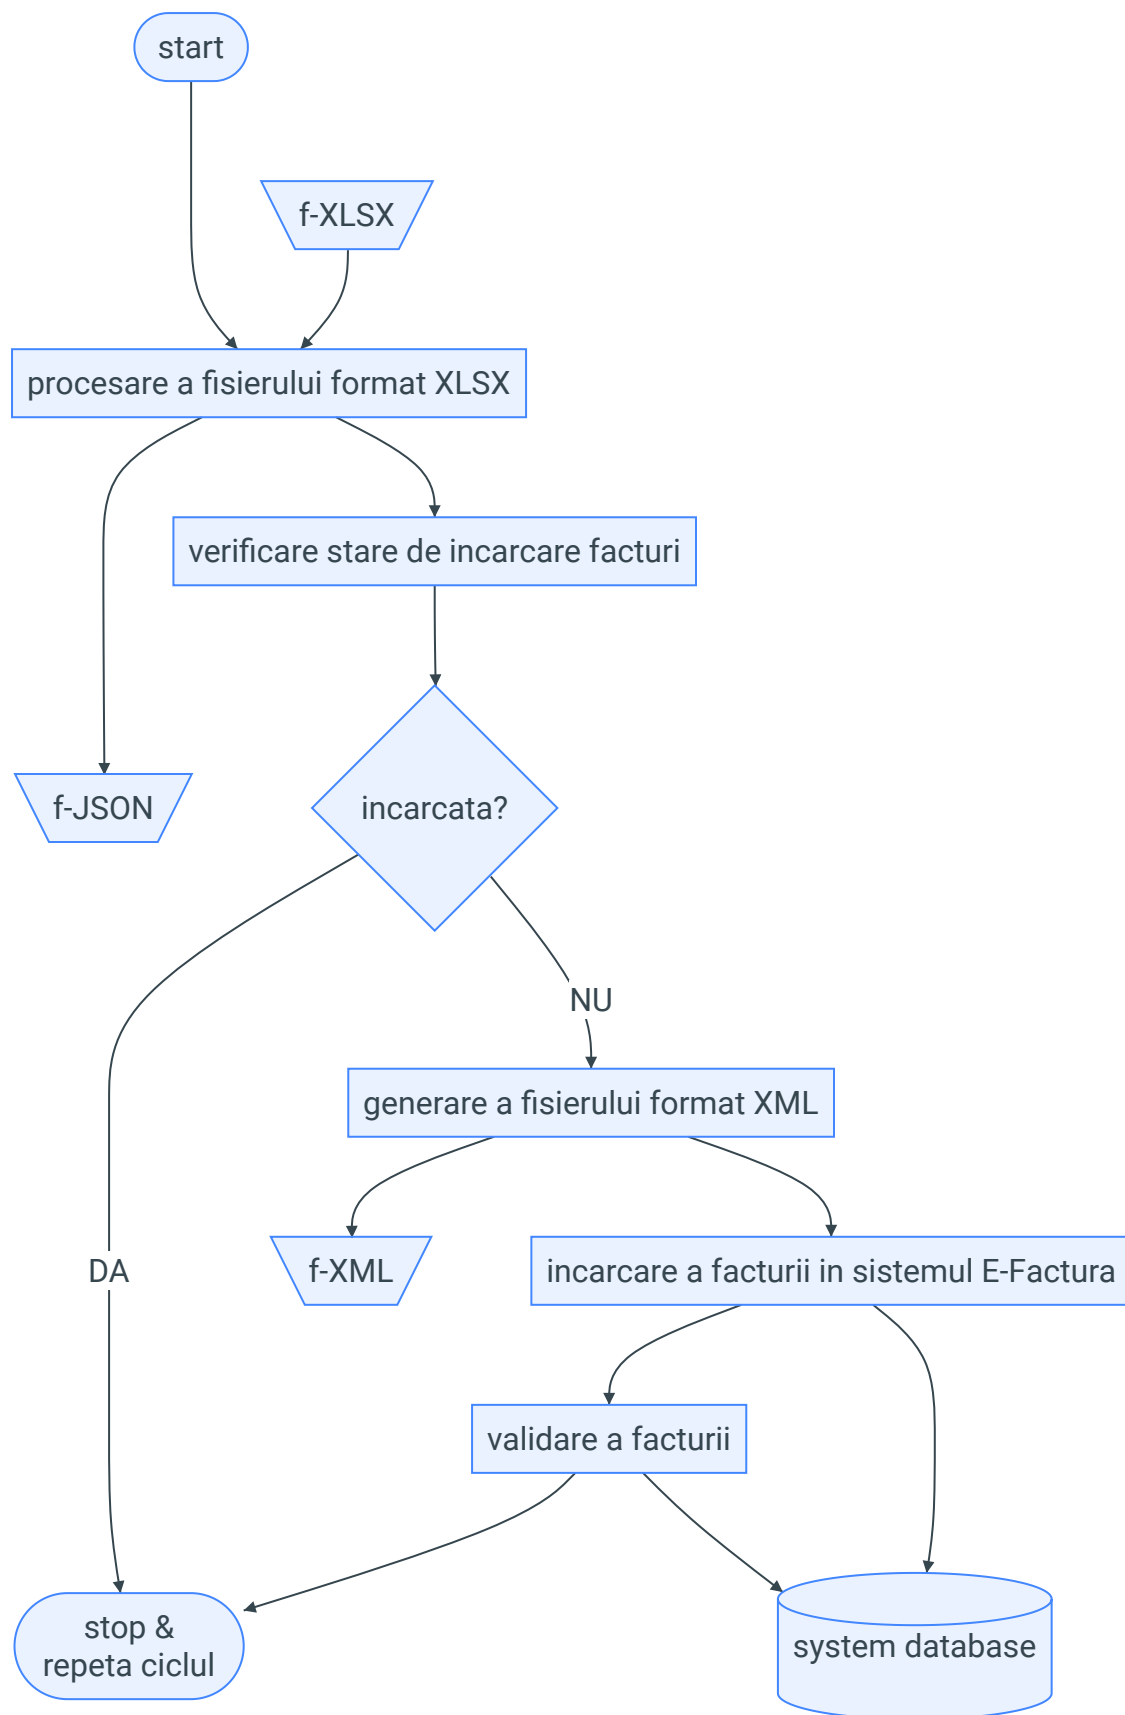 start
f-XLSX
procesare a fisierului format XLSX
verificare stare de incarcare facturi
f-JSON
incarcata?
NU
generare a fisierului format XML
DA
f-XML
incarcare a facturii in sistemul E-Factura
validare a facturii
stop &
repeta ciclul
system database